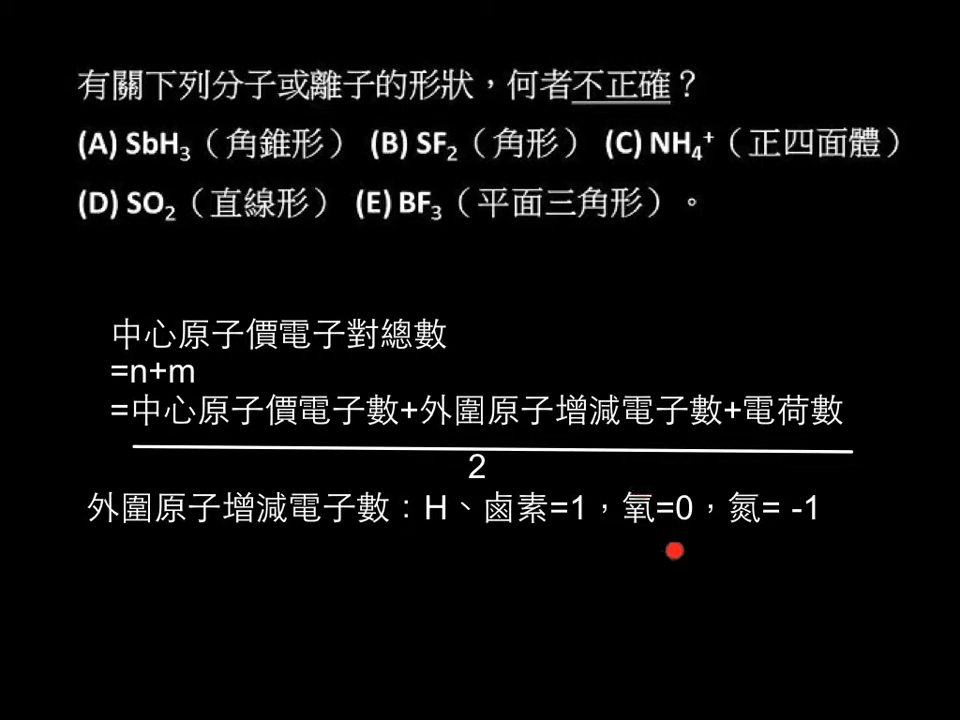 有關下列分子或離子的形狀，何者不正確？
(A) SbH₃（角錐形） (B) SF₂（角形） (C) NH₄⁺（正四面體）
(D) SO₂（直線形） (E) BF₃（平面三角形）。
中心原子價電子對總數
=n+m
=中心原子價電子數+外圍原子增減電子數+電荷數
2
外圍原子增減電子數：H、鹵素=1，氧=0，氮= -1